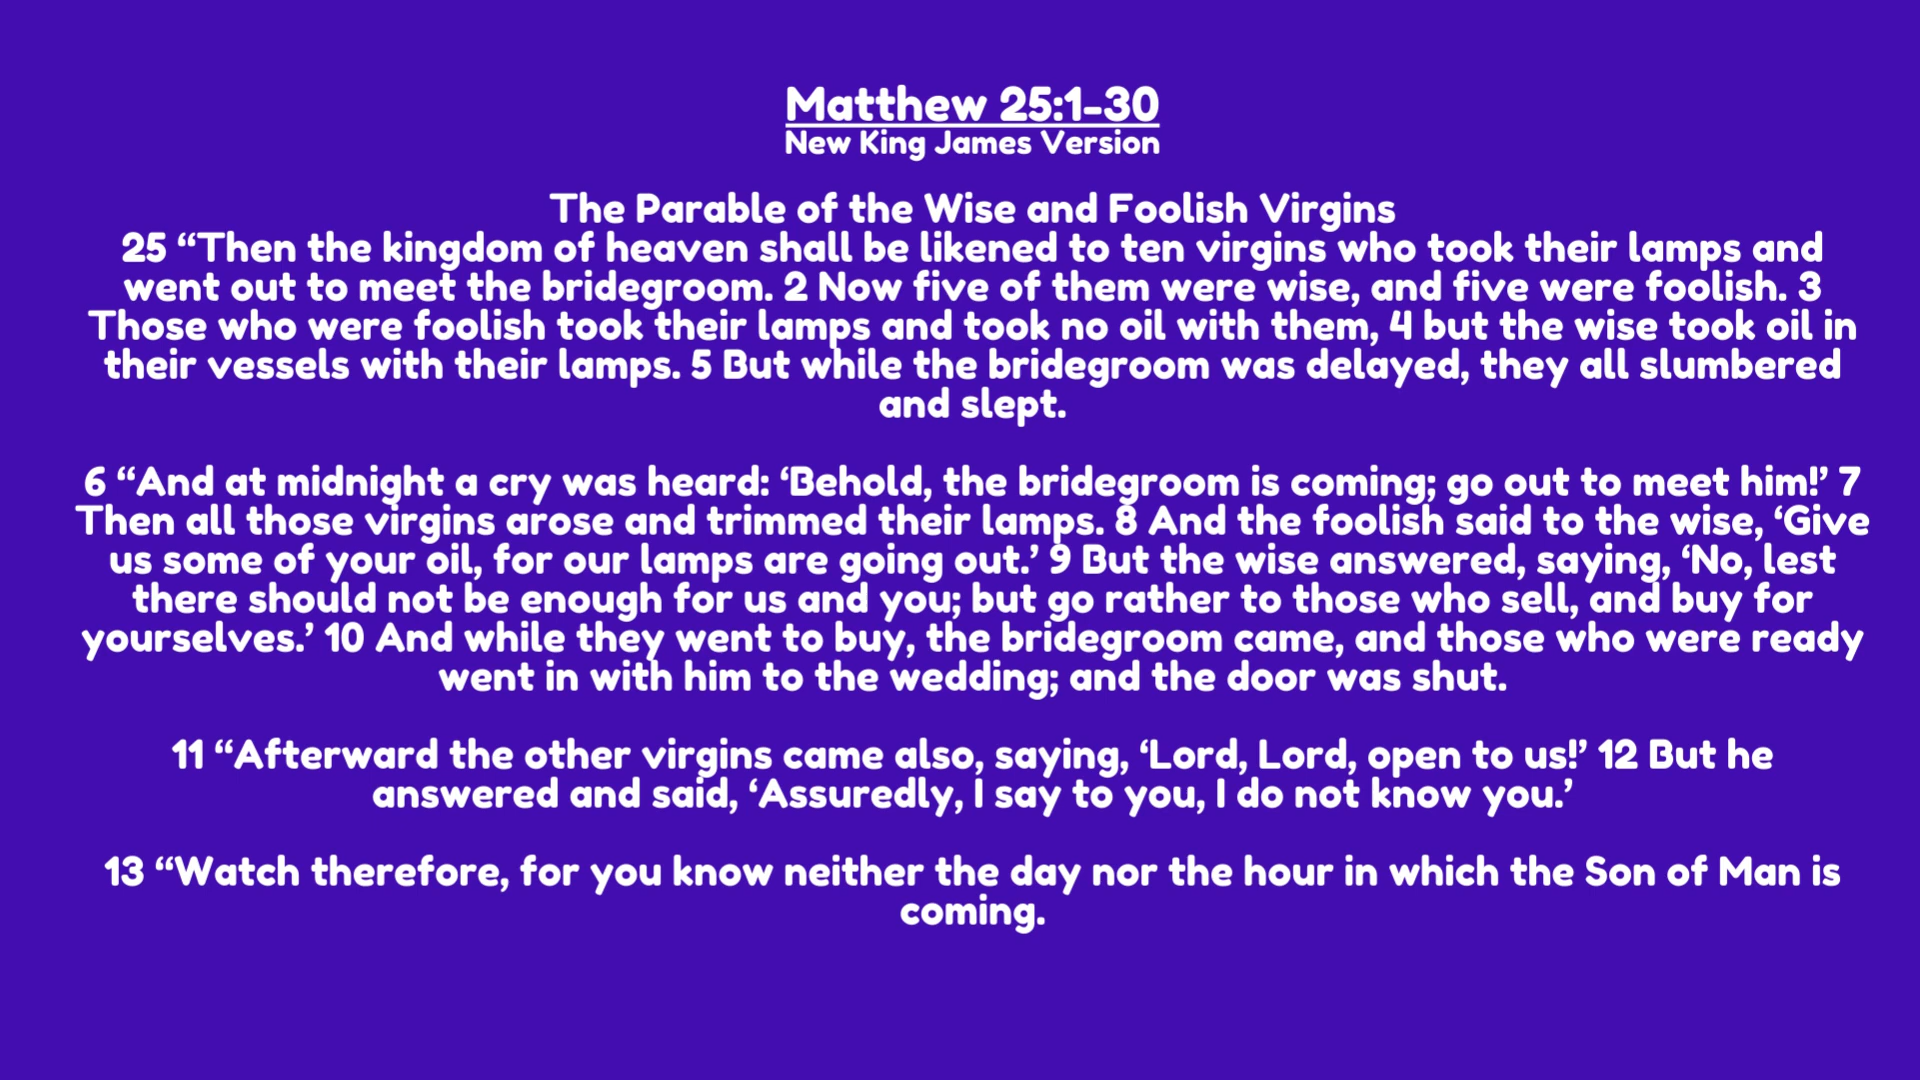 Matthew 25:1-30
New King James Version
The Parable of the Wise and Foolish Virgins
25 “Then the kingdom of heaven shall be likened to ten virgins who took their lamps and
went out to meet the bridegroom. 2 Now five of them were wise, and five were foolish. 3
Those who were foolish took their lamps and took no oil with them, 4 but the wise took oil in
their vessels with their lamps. 5 But while the bridegroom was delayed, they all slumbered
and slept.
6 “And at midnight a cry was heard: ‘Behold, the bridegroom is coming; go out to meet him!’ 7
Then all those virgins arose and trimmed their lamps. 8 And the foolish said to the wise, ‘Give
us some of your oil, for our lamps are going out.’ 9 But the wise answered, saying, ‘No, lest
there should not be enough for us and you; but go rather to those who sell, and buy for
yourselves.’ 10 And while they went to buy, the bridegroom came, and those who were ready
went in with him to the wedding; and the door was shut.
11 “Afterward the other virgins came also, saying, ‘Lord, Lord, open to us!’ 12 But he
answered and said, ‘Assuredly, I say to you, I do not know you.’
13 “Watch therefore, for you know neither the day nor the hour in which the Son of Man is
coming.